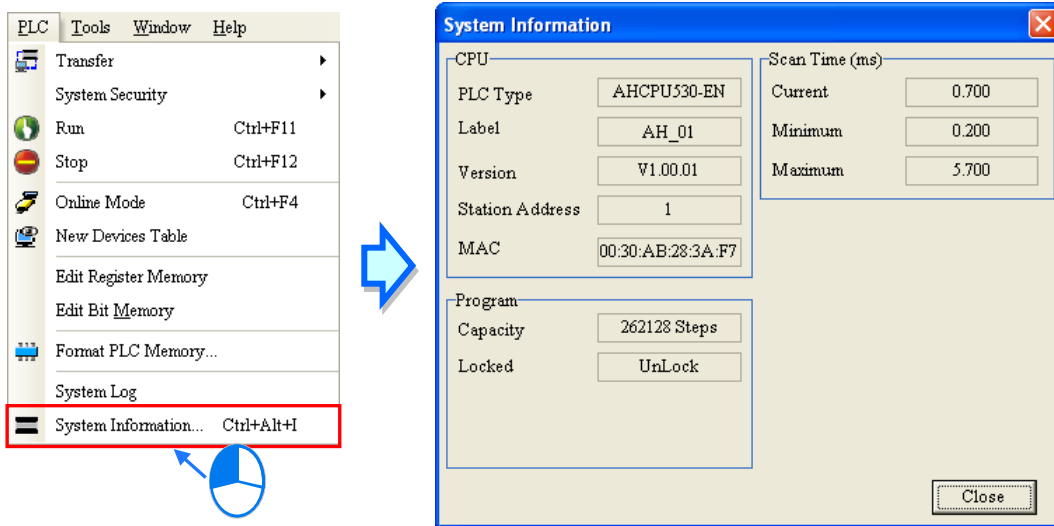 PLC Tools Window Help
Transfer
System Security
Run Ctrl+F11
Stop Ctrl+F12
Online Mode Ctrl+F4
New Devices Table
Edit Register Memory
Edit Bit Memory
Format PLC Memory...
System Log
System Information... Ctrl+Alt+I
System Information
CPU
PLC Type AHCPU530-EN
Label AH_01
Version V1.00.01
Station Address 1
MAC 00:30:AB:28:3A:F7
Program
Capacity 262128 Steps
Locked UnLock
Scan Time (ms)
Current 0.700
Minimum 0.200
Maximum 5.700
Close